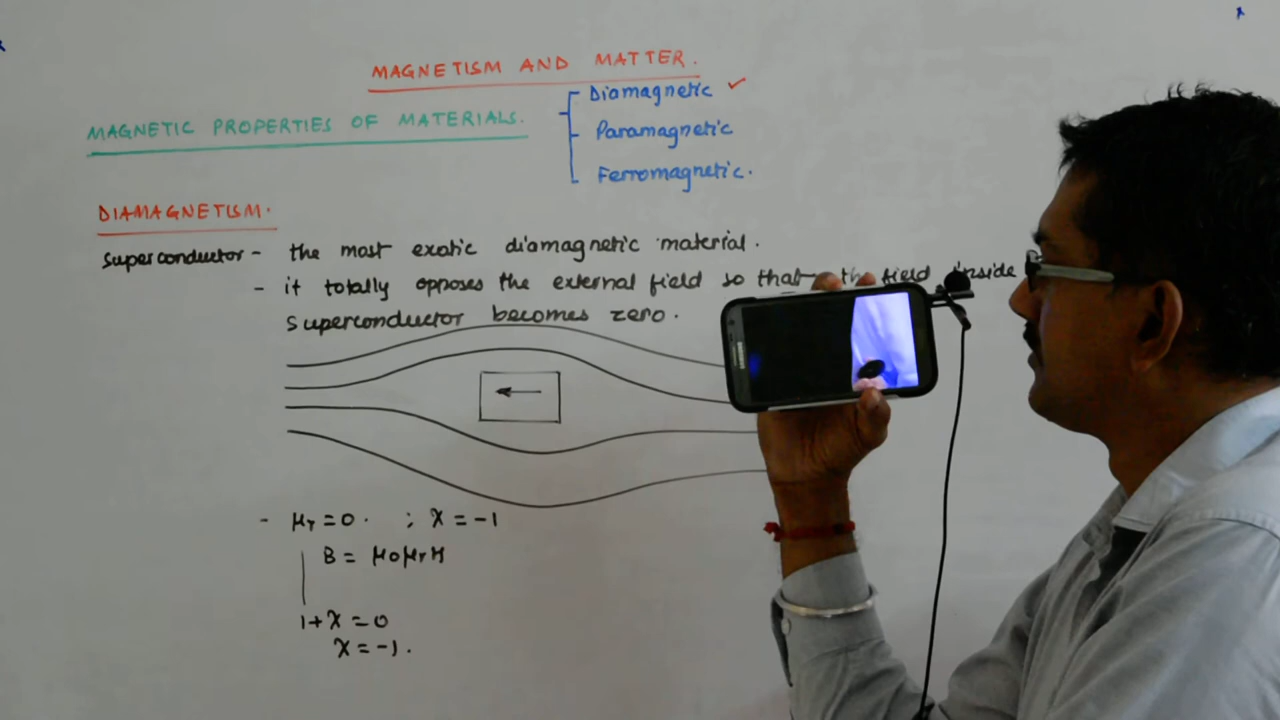 MAGNETISM AND MATTER.
MAGNETIC PROPERTIES OF MATERIALS.
Diamagnetic ✓
Paramagnetic
Ferromagnetic.
DIAMAGNETISM.
Superconductor - the most exotic diamagnetic material.
- it totally opposes the external field so that the field inside
superconductor becomes zero.
- μr = 0. ; χ = -1
B = μ0μrH
1+χ = 0
χ = -1.
SAMSUNG